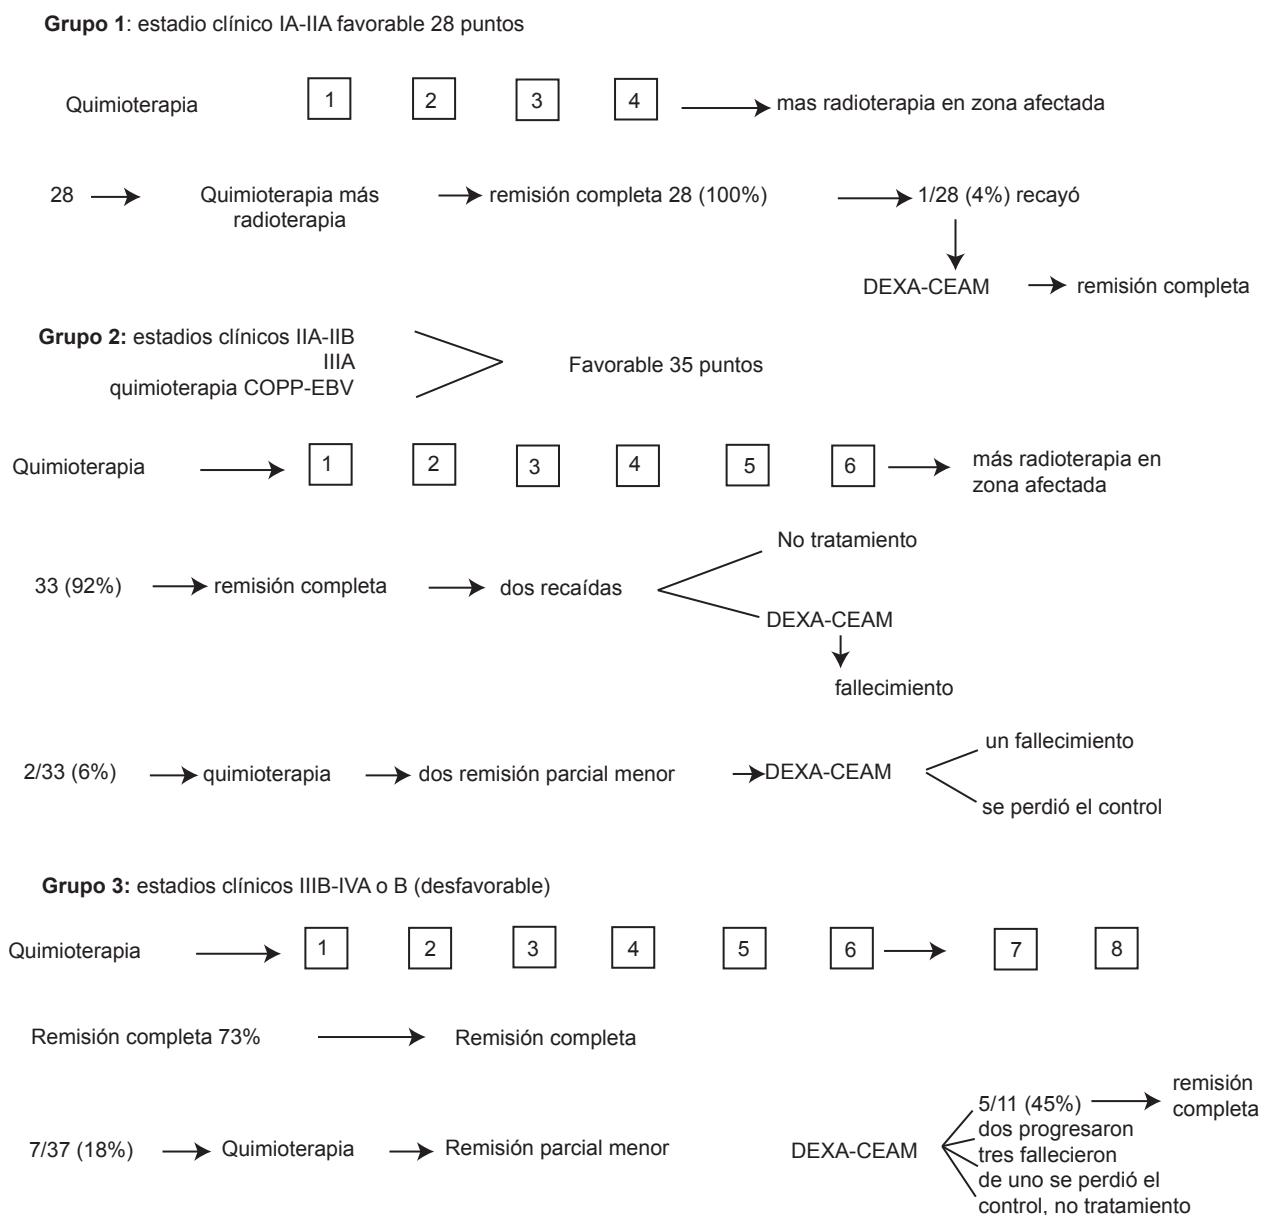 Grupo 1: estadio clínico IA-IIA favorable 28 puntos
Quimioterapia 1 2 3 4 mas radioterapia en zona afectada
28 Quimioterapia más remisión completa 28 (100%) 1/28 (4%) recayó
radioterapia
DEXA-CEAM remisión completa
Grupo 2: estadios clínicos IIA-IIB
IIIA
quimioterapia COPP-EBV
Favorable 35 puntos
Quimioterapia 1 2 3 4 5 6 más radioterapia en
zona afectada
No tratamiento
33 (92%) remisión completa dos recaídas
DEXA-CEAM
fallecimiento
un fallecimiento
2/33 (6%) quimioterapia dos remisión parcial menor DEXA-CEAM
se perdió el control
Grupo 3: estadios clínicos IIIB-IVA o B (desfavorable)
Quimioterapia 1 2 3 4 5 6 7 8
Remisión completa 73% Remisión completa
7/37 (18%) Quimioterapia Remisión parcial menor DEXA-CEAM
5/11 (45%) remisión
completa
dos progresaron
tres fallecieron
de uno se perdió el
control, no tratamiento